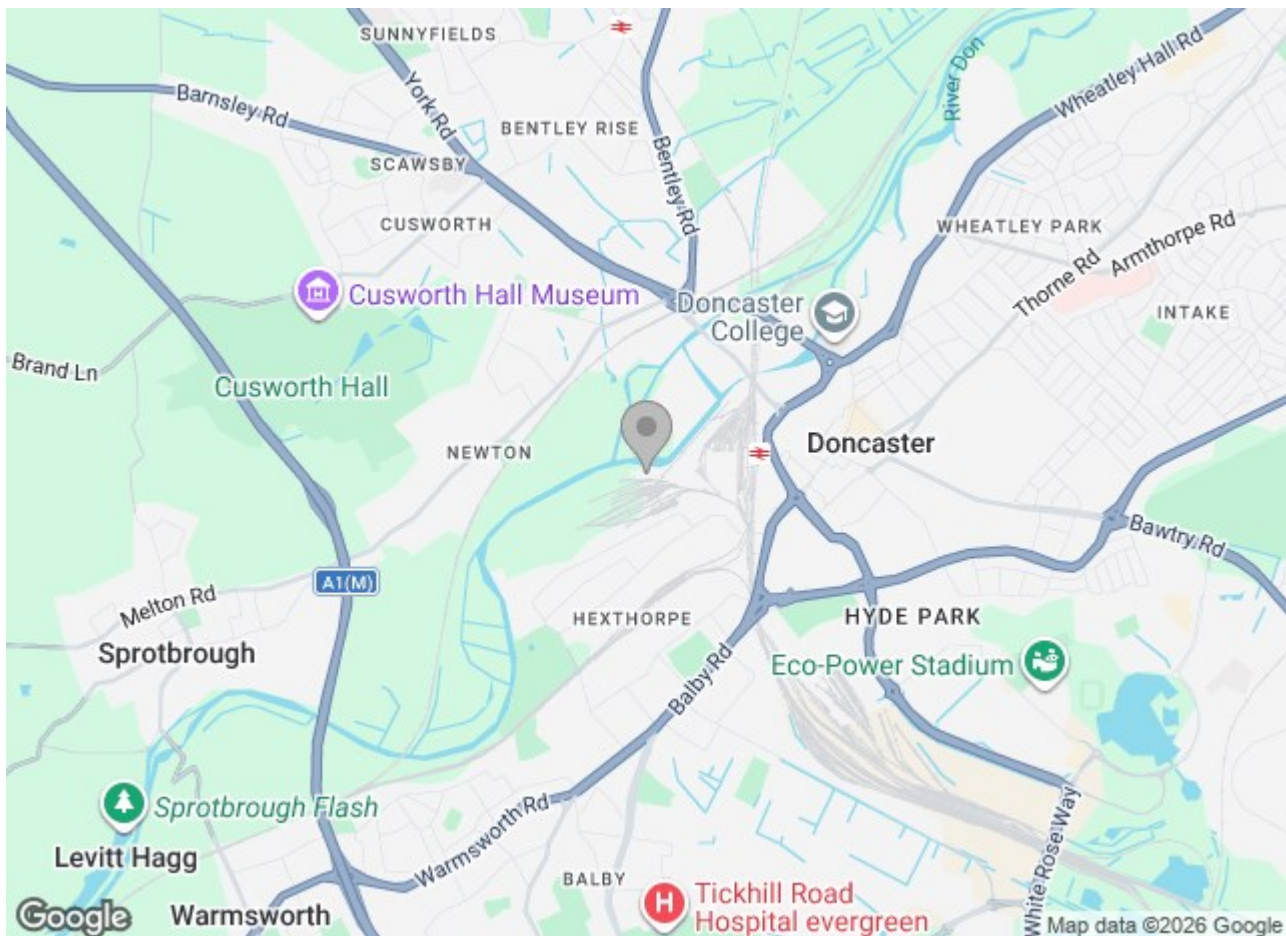 SUNNYFIELDS
York Rd
Barnsley Rd
BENTLEY RISE
SCAWSBY
Bentley Rd
CUSWORTH
River Don
Wheatley Hall Rd
WHEATLEY PARK
Armthorpe Rd
Thorne Rd
INTAKE
Cusworth Hall Museum
Doncaster
College
Brand Ln
Cusworth Hall
NEWTON
Doncaster
Bawtry Rd
A1(M)
Melton Rd
HEXTHORPE
HYDE PARK
Sprotbrough
Eco-Power Stadium
Balby Rd
Sprotbrough Flash
Warmsworth Rd
White Rose Way
Levitt Hagg
BALBY
H
Tickhill Road
Hospital evergreen
Warmsworth
Google
Map data ©2026 Google